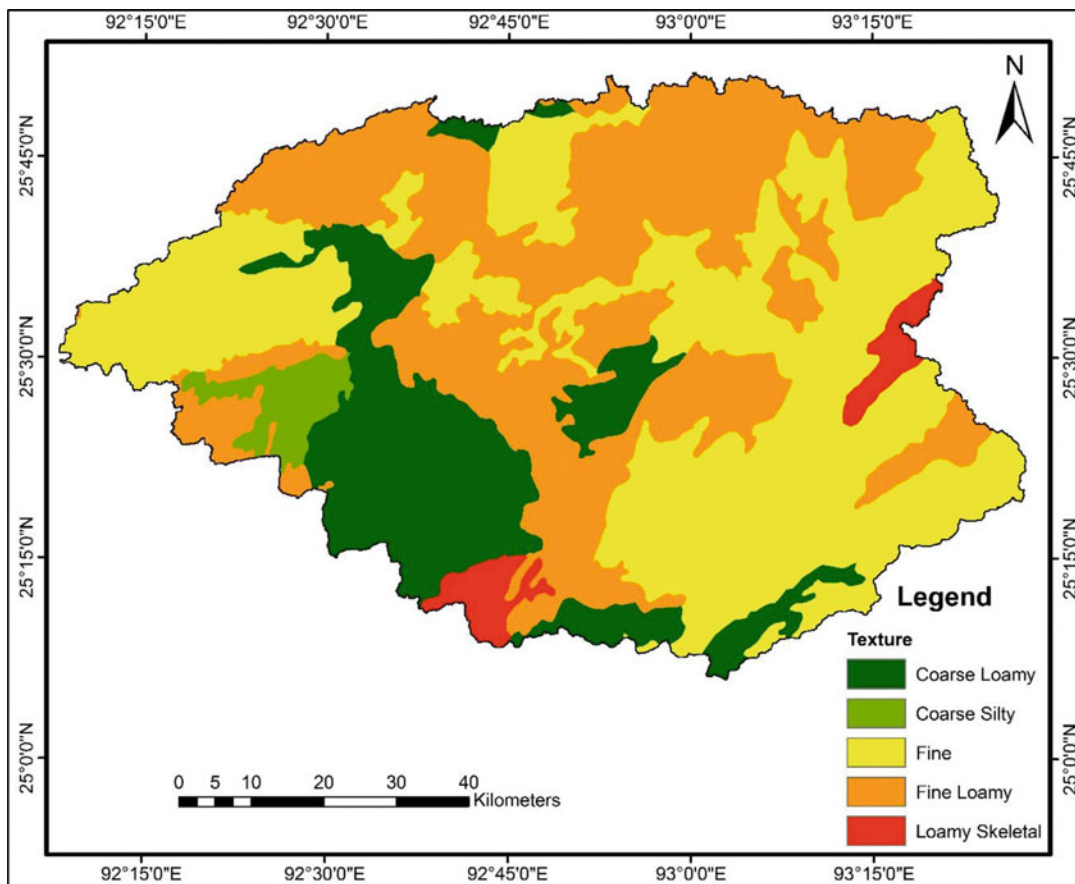 92°15'0"E 92°30'0"E 92°45'0"E 93°0'0"E 93°15'0"E
N
25°45'0"N 25°45'0"N
25°30'0"N 25°30'0"N
25°15'0"N 25°15'0"N
Legend
Texture
Coarse Loamy
Coarse Silty
Fine
Fine Loamy
Loamy Skeletal
25°0'0"N 25°0'0"N
0 5 10 20 30 40
Kilometers
92°15'0"E 92°30'0"E 92°45'0"E 93°0'0"E 93°15'0"E